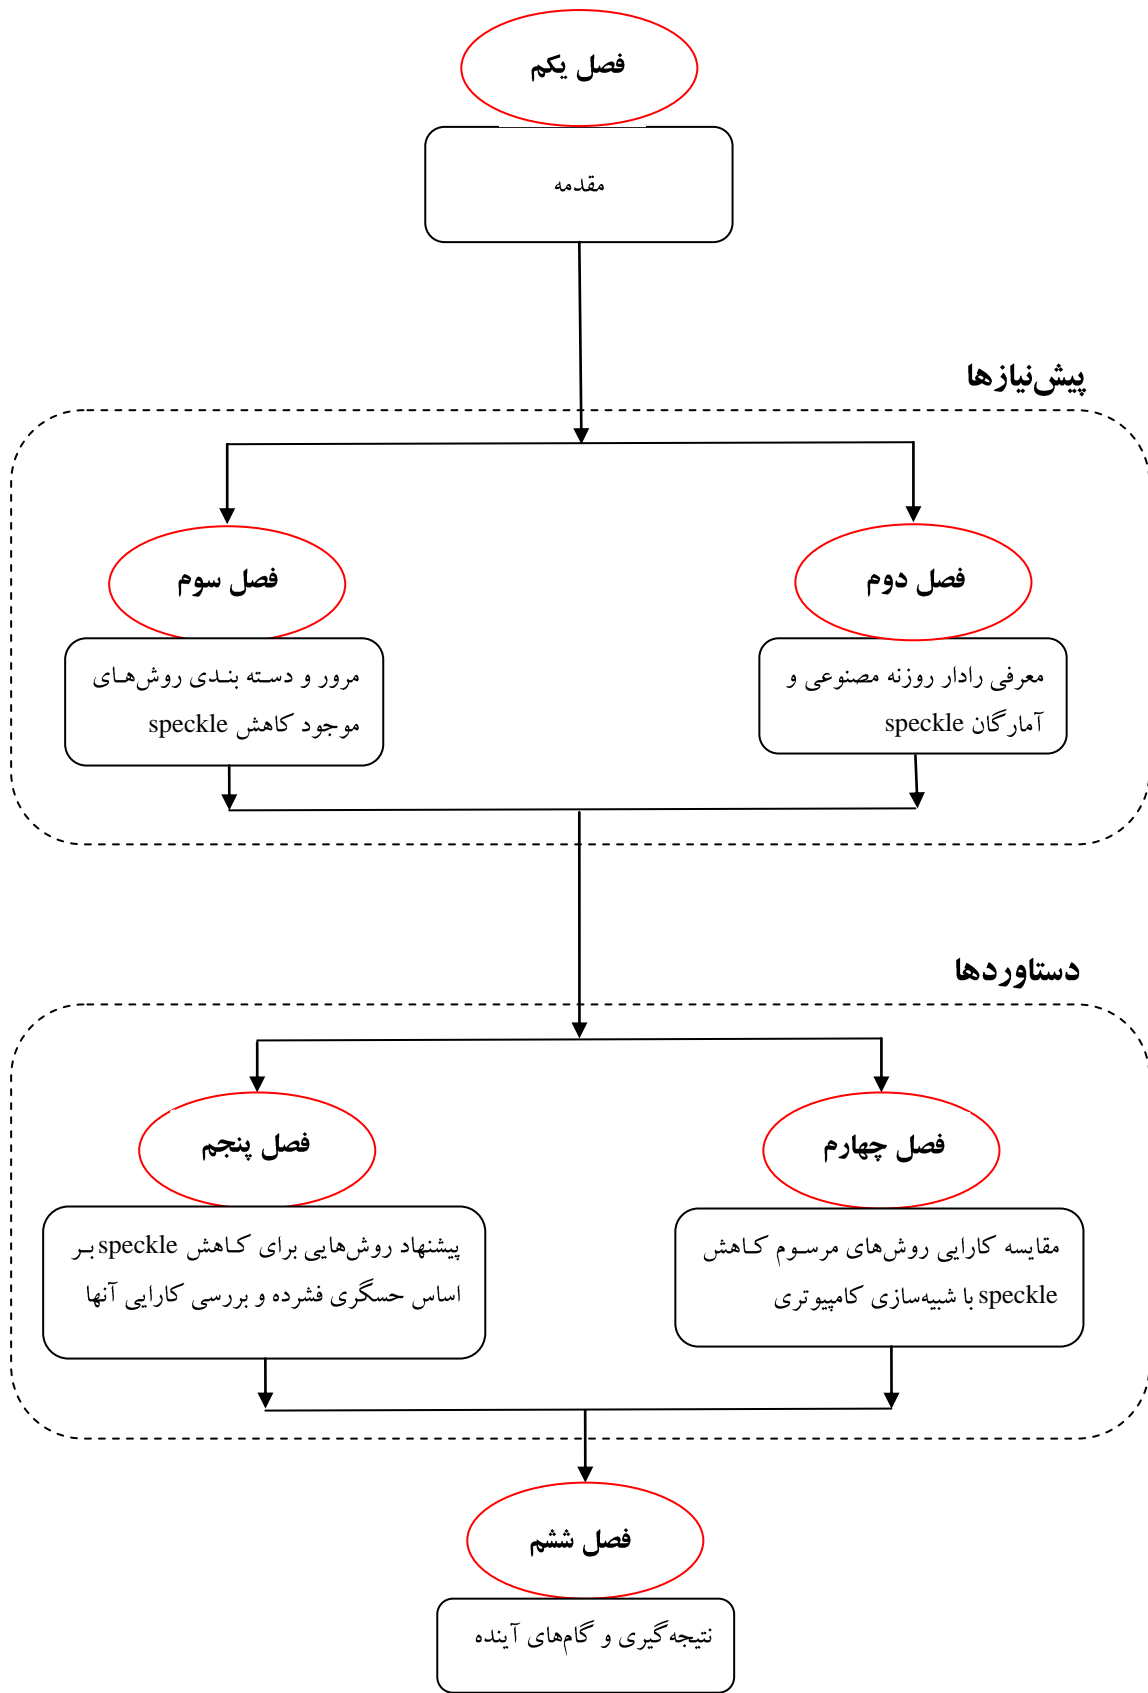 فصل یکم
مقدمه
پیش‌نیازها
فصل دوم
معرفی رادار روزنه مصنوعی و
آمارگان speckle
فصل سوم
مرور و دسته بندی روش‌های
موجود کاهش speckle
دستاوردها
فصل چهارم
مقایسه کارایی روش‌های مرسوم کاهش
speckle با شبیه‌سازی کامپیوتری
فصل پنجم
پیشنهاد روش‌هایی برای کاهش speckle بر
اساس حسگری فشرده و بررسی کارایی آنها
فصل ششم
نتیجه‌گیری و گام‌های آینده